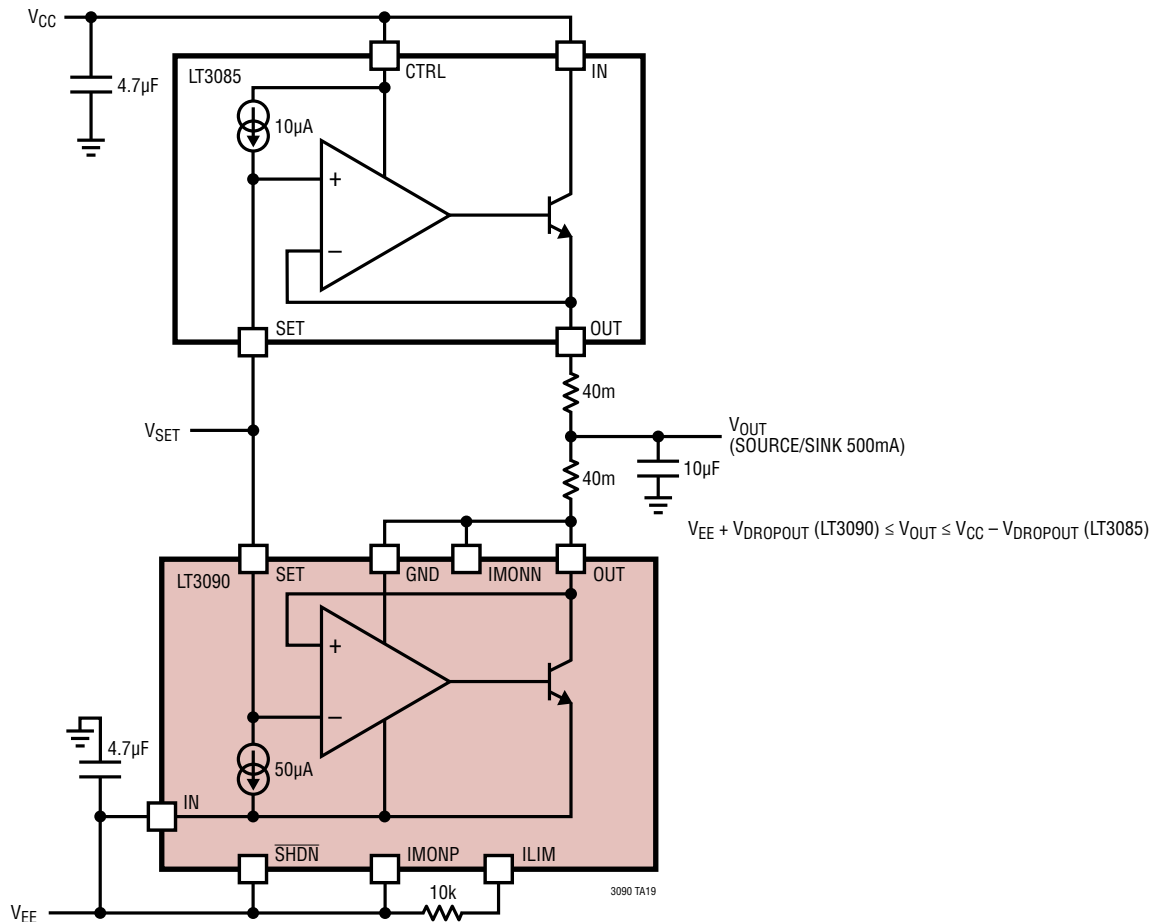 VCC
4.7µF
LT3085
CTRL
IN
10µA
+
–
SET
OUT
40m
VSET
VOUT
(SOURCE/SINK 500mA)
10µF
40m
VEE + VDROPOUT (LT3090) ≤ VOUT ≤ VCC – VDROPOUT (LT3085)
LT3090
SET
GND
IMONN
OUT
+
–
4.7µF
50µA
IN
SHDN
IMONP
ILIM
3090 TA19
10k
VEE